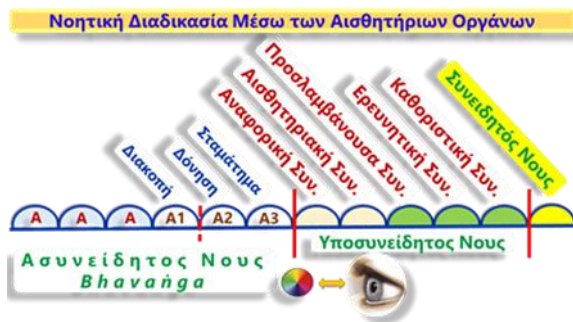 Νοητική Διαδικασία Μέσω των Αισθητήριων Οργάνων
Διακοπή
Δόνηση
Σταμάτημα
Αναφορική Συν.
Αισθητηριακή Συν.
Προσλαμβάνουσα Συν.
Ερευνητική Συν.
Καθοριστική Συν.
Συνειδητός Νους
A A A A1 A2 A3
Ασυνείδητος Νους
Bhavaṅga
Υποσυνείδητος Νους